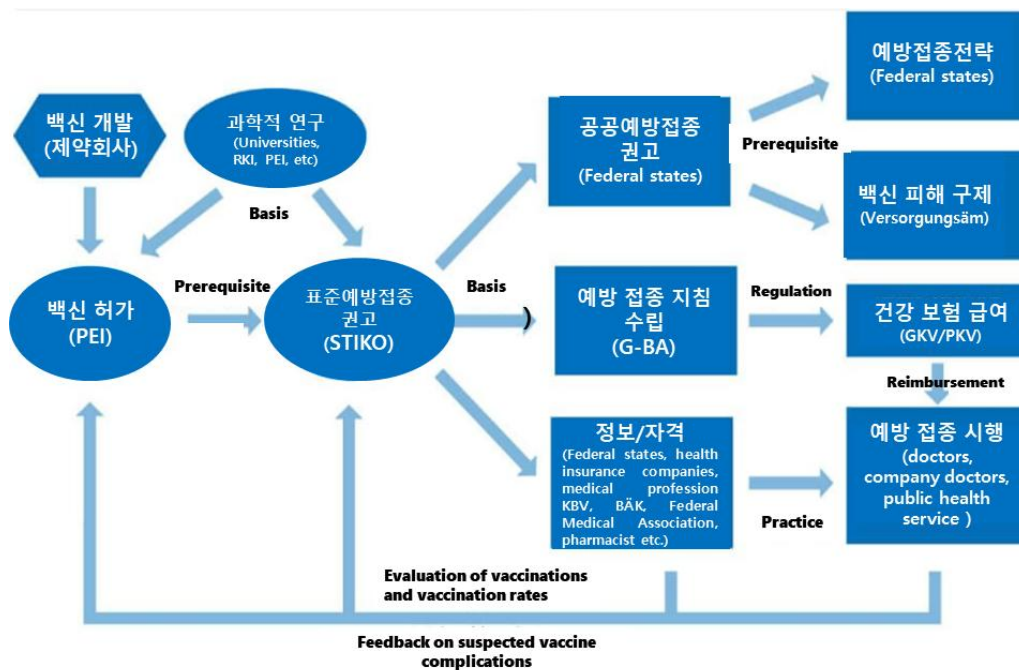 백신 개발
(제약회사)
과학적 연구
(Universities,
RKI, PEI, etc)
Basis
백신 허가
(PEI)
Prerequisite
표준예방접종
권고
(STIKO)
Basis
공공예방접종
권고
(Federal states)
Prerequisite
예방접종전략
(Federal states)
백신 피해 구제
(Versorgungsäm)
)
예방 접종 지침
수립
(G-BA)
Regulation
건강 보험 급여
(GKV/PKV)
Reimbursement
정보/자격
(Federal states, health
insurance companies,
medical profession
KBV, BÄK, Federal
Medical Association,
pharmacist etc.)
Practice
예방 접종 시행
(doctors,
company doctors,
public health
service )
Evaluation of vaccinations
and vaccination rates
Feedback on suspected vaccine
complications